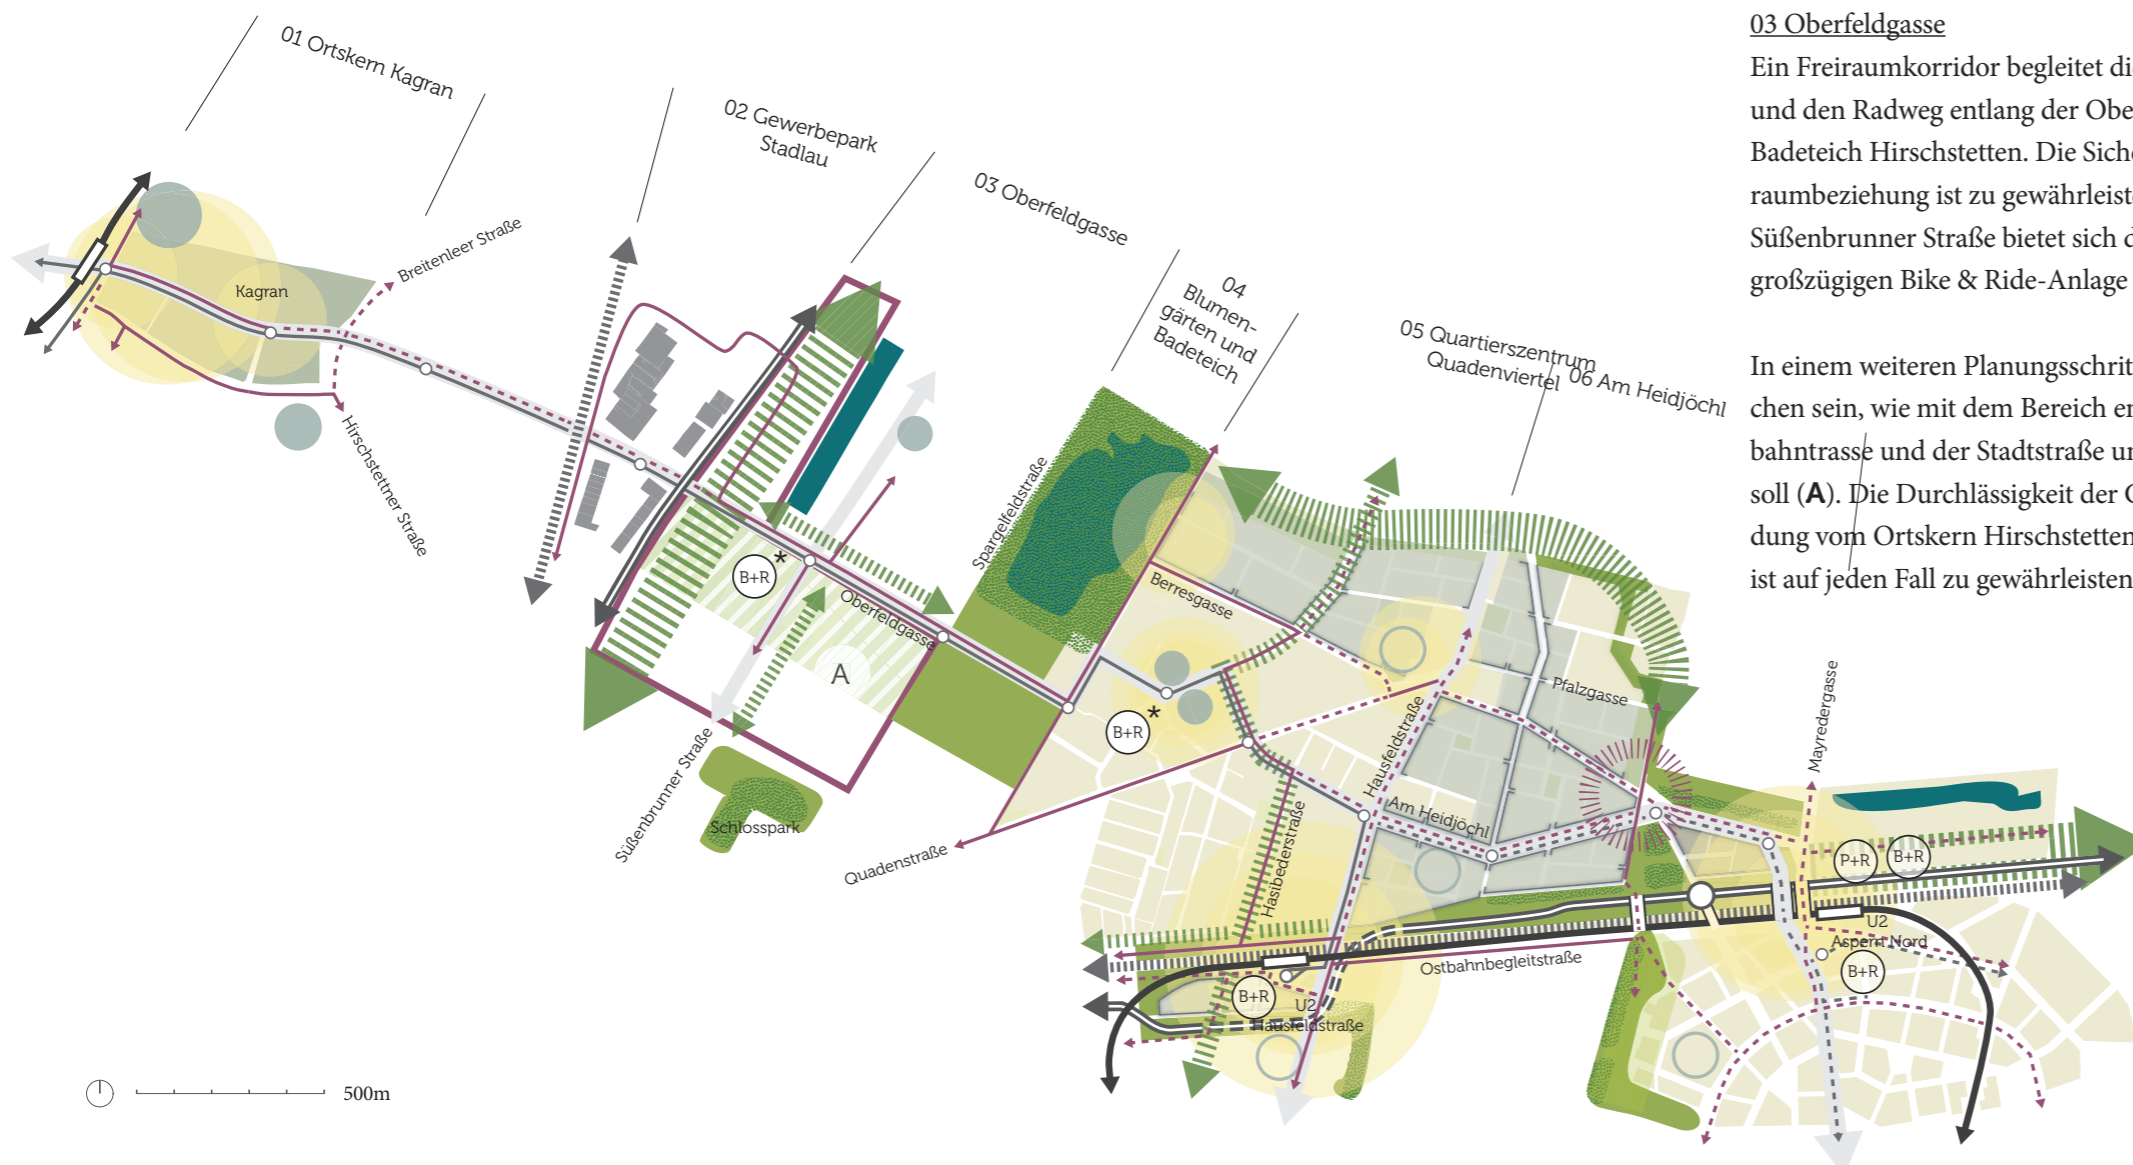 01 Ortskern Kagran
02 Gewerbepark
Stadlau
03 Oberfeldgasse
04
Blumen-
gärten und
Badeteich
05 Quartierszentrum
Quadenviertel
06 Am Heidjöchl
Kagran
Breitenleer Straße
Hirschstettner Straße
B+R
*
Oberfeldgasse
A
Süßenbrunner Straße
Schlosspark
Spargelfeldstraße
Berresgasse
B+R
*
Quadenstraße
Hasibederstraße
Hausfeldstraße
Am Heidjöchl
Pfalzgasse
Mayredergasse
P+R
B+R
U2
Aspern Nord
B+R
Ostbahnbegleitstraße
B+R
U2
Hausfeldstraße
500m
03 Oberfeldgasse
Ein Freiraumkorridor begleitet die
und den Radweg entlang der Obe
Badeteich Hirschstetten. Die Siche
raumbeziehung ist zu gewährleiste
Süßenbrunner Straße bietet sich d
großzügigen Bike & Ride-Anlage
In einem weiteren Planungsschrit
chen sein, wie mit dem Bereich en
bahntrasse und der Stadtstraße un
soll (A). Die Durchlässigkeit der G
dung vom Ortskern Hirschstetten
ist auf jeden Fall zu gewährleisten